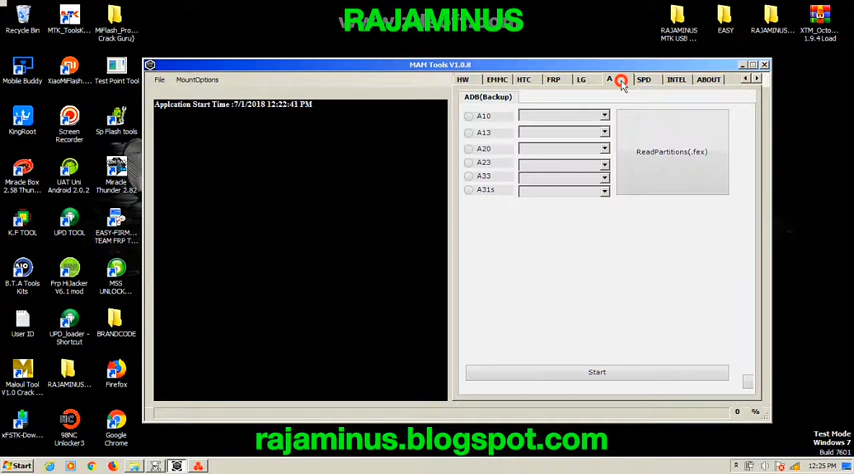 RAJAMINUS
MAM Tools V1.0.8
File
MountOptions
HW
EMMC
HTC
FRP
LG
A
SPD
INTEL
ABOUT
Application Start Time :7/1/2018 12:22:41 PM
ADB(Backup)
A10
A13
A20
A23
A33
A31s
ReadPartitions(.fex)
Start
0 %
Recycle Bin
MTK_ToolsK...
MiFlash_Pro...
Crack Guru}
Mobile Buddy
XiaoMiFlash...
Test Point Tool
KingRoot
Screen Recorder
Sp Flash tools
Miracle Box 2.58 Thun...
UAT Uni Android 2.0.2
Miracle Thunder 2.82
K.F TOOL
UPD TOOL
EASY-FIRM...
TEAM FRP T...
B.T.A Tools Kits
Frp HiJacker V6.1 mod
MSS UNLOCK...
User ID
UPD_loader - Shortcut
BRANDCODE
Maloul Tool V1.0 Crack ...
RAJAMINUS...
Firefox
xFSTK-Dow...
98NC Unlocker3
Google Chrome
RAJAMINUS MTK USB ...
EASY
RAJAMINUS...
XTM_Octor...
1.9.4 Load
rajaminus.blogspot.com
Test Mode
Windows 7
Build 7601
Start
12:25 PM